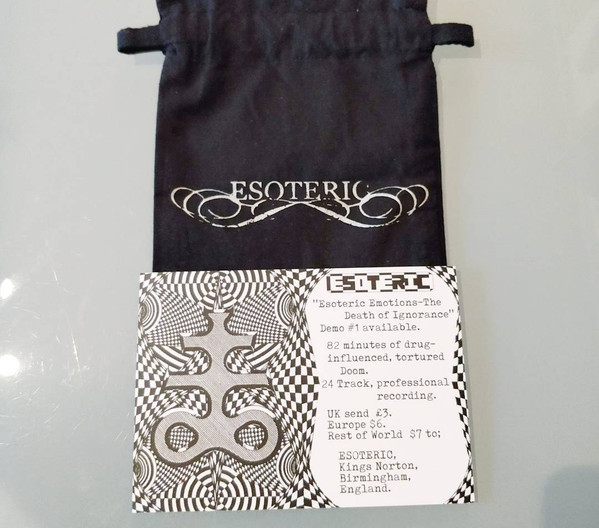 ESOTERIC
ESOTERIC
"Esoteric Emotions-The
Death of Ignorance"
Demo #1 available.
82 minutes of drug-
influenced, tortured
Doom.
24 Track, professional
recording.
UK send £3.
Europe $6.
Rest of World $7 to;
ESOTERIC,
Kings Norton,
Birmingham,
England.